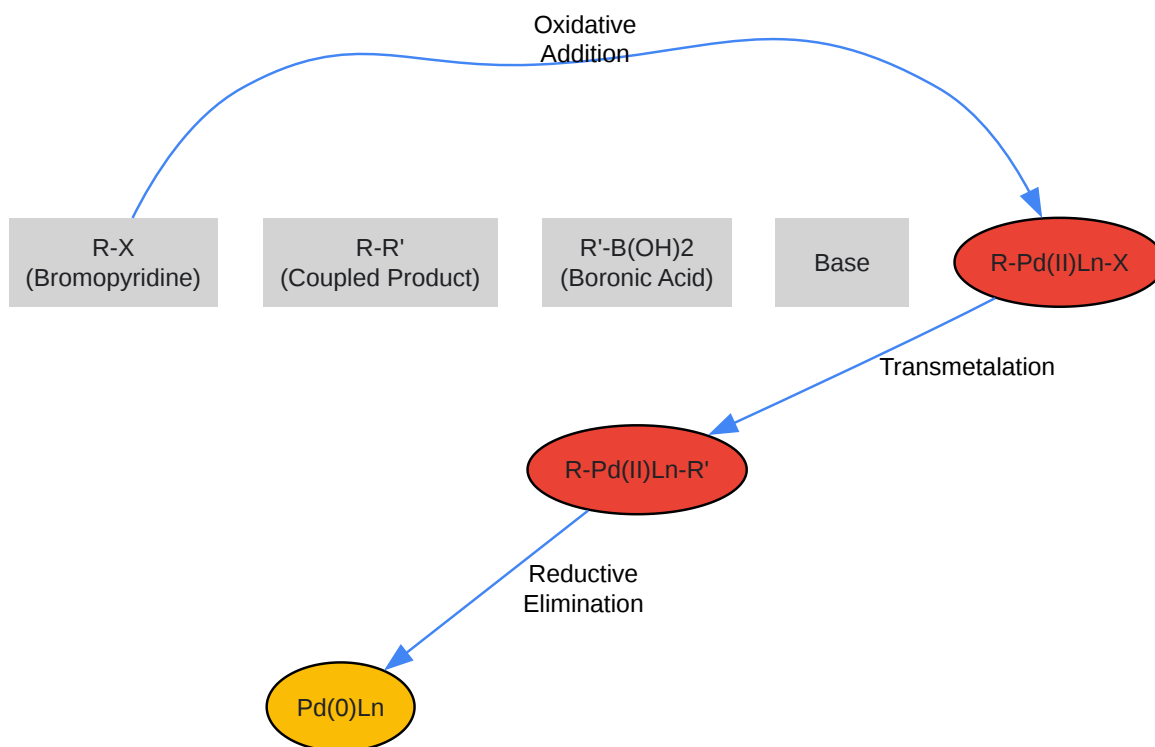 Oxidative
Addition
R-X
(Bromopyridine)
R-R'
(Coupled Product)
R'-B(OH)2
(Boronic Acid)
Base
R-Pd(II)Ln-X
Transmetalation
R-Pd(II)Ln-R'
Reductive
Elimination
Pd(0)Ln